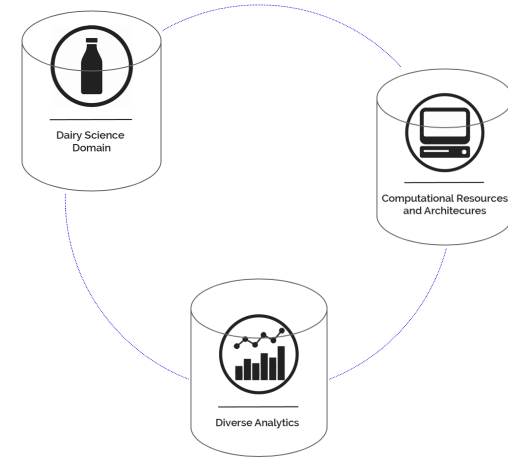 Dairy Science
Domain
Computational Resources
and Architecures
Diverse Analytics